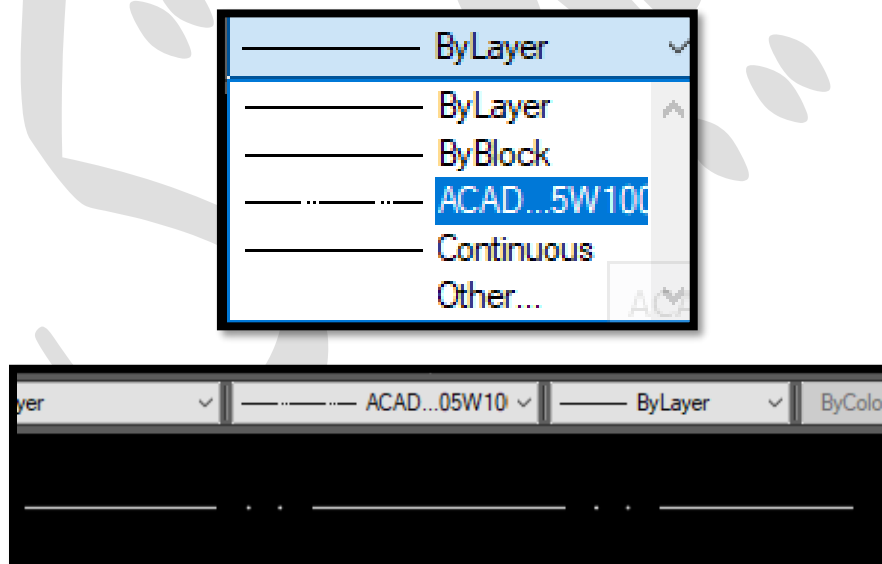 ByLayer
ByLayer
ByBlock
ACAD...5W100
Continuous
Other...
yer ACAD...05W10 ByLayer ByColo